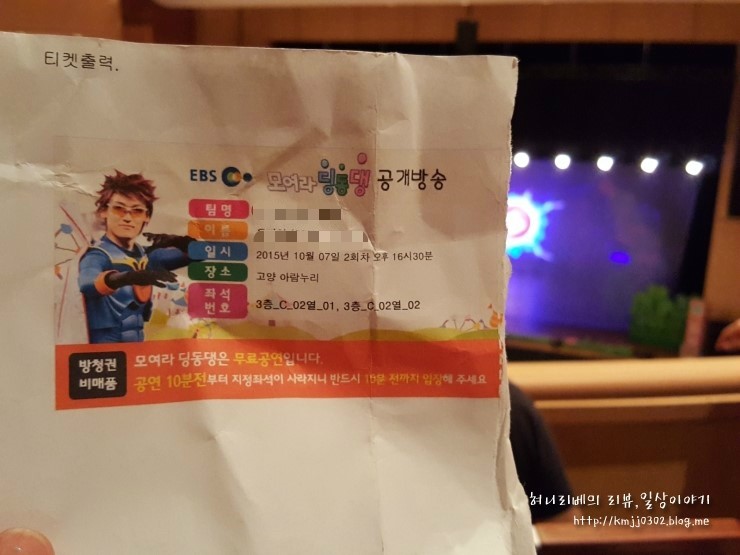 티켓출력.
EBS 모여라 딩동댕 공개방송
팀 명
이 름
일 시 2015년 10월 07일 2회차 오후 16시30분
장 소 고양 아람누리
좌 석 번 호 3층_C_02열_01, 3층_C_02열_02
방청권 비매품
모여라 딩동댕은 무료공연입니다.
공연 10분전부터 지정좌석이 사라지니 반드시 10분 전까지 입장해 주세요
허니리베의 리뷰,일상이야기
http://kmjj0302.blog.me